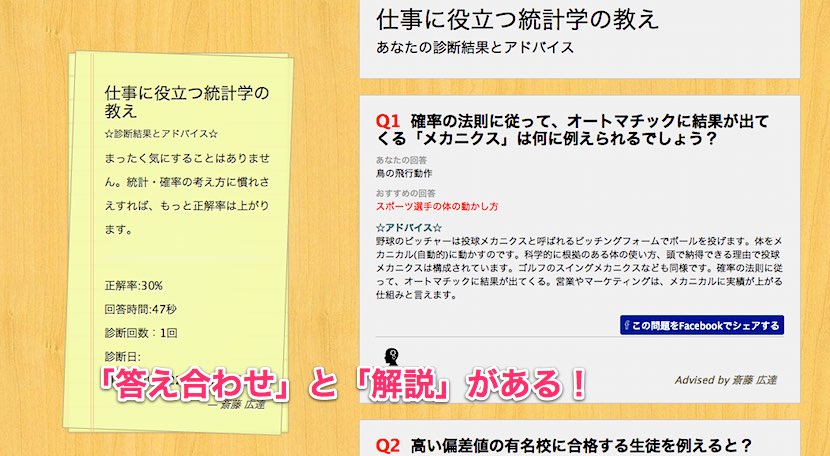 仕事に役立つ統計学の
教え
☆診断結果とアドバイス☆
まったく気にすることはありませ
ん。統計・確率の考え方に慣れさ
えすれば、もっと正解率は上がり
ます。
正解率:30%
回答時間:47秒
診断回数：1回
診断日:
— 斎藤 広達
仕事に役立つ統計学の教え
あなたの診断結果とアドバイス
Q1 確率の法則に従って、オートマチックに結果が出て
くる「メカニクス」は何に例えられるでしょう？
あなたの回答
鳥の飛行動作
おすすめの回答
スポーツ選手の体の動かし方
☆アドバイス☆
野球のピッチャーは投球メカニクスと呼ばれるピッチングフォームでボールを投げます。体をメ
カニカル(自動的)に動かすのです。科学的に根拠のある体の使い方、頭で納得できる理由で投球
メカニクスは構成されています。ゴルフのスイングメカニクスなども同様です。確率の法則に従
って、オートマチックに結果が出てくる。営業やマーケティングは、メカニカルに実績が上がる
仕組みと言えます。
f この問題をFacebookでシェアする
Advised by 斎藤 広達
「答え合わせ」と「解説」がある！
Q2 高い偏差値の有名校に合格する生徒を例えると？